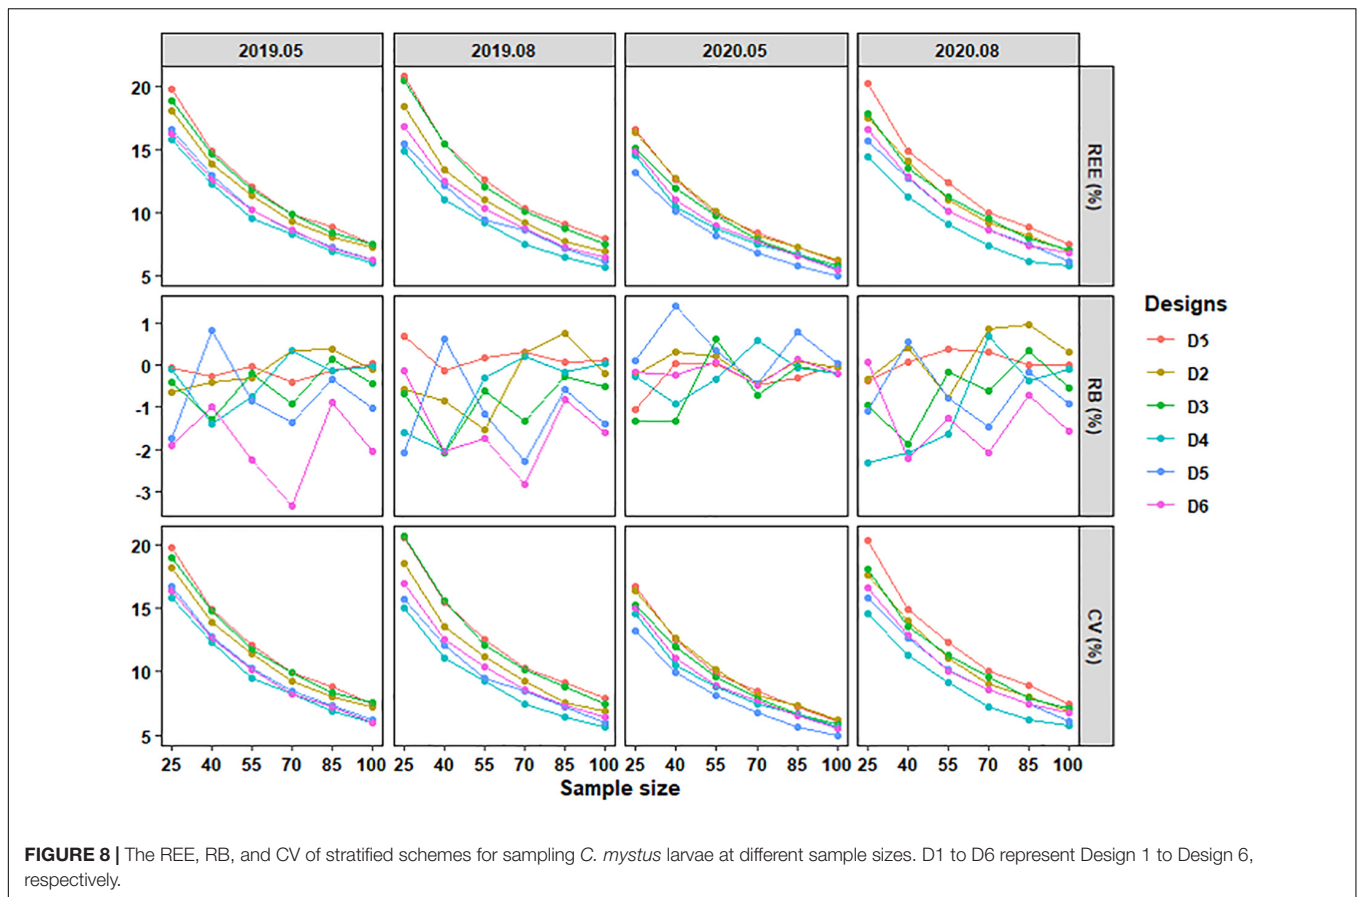 2019.05 2019.08 2020.05 2020.08
20
15
10
5
REE (%)
1
0
-1
-2
-3
RB (%)
20
15
10
5
CV (%)
25 40 55 70 85 100 25 40 55 70 85 100 25 40 55 70 85 100 25 40 55 70 85 100
Sample size
Designs
D5
D2
D3
D4
D5
D6
FIGURE 8 | The REE, RB, and CV of stratified schemes for sampling C. mystus larvae at different sample sizes. D1 to D6 represent Design 1 to Design 6,
respectively.